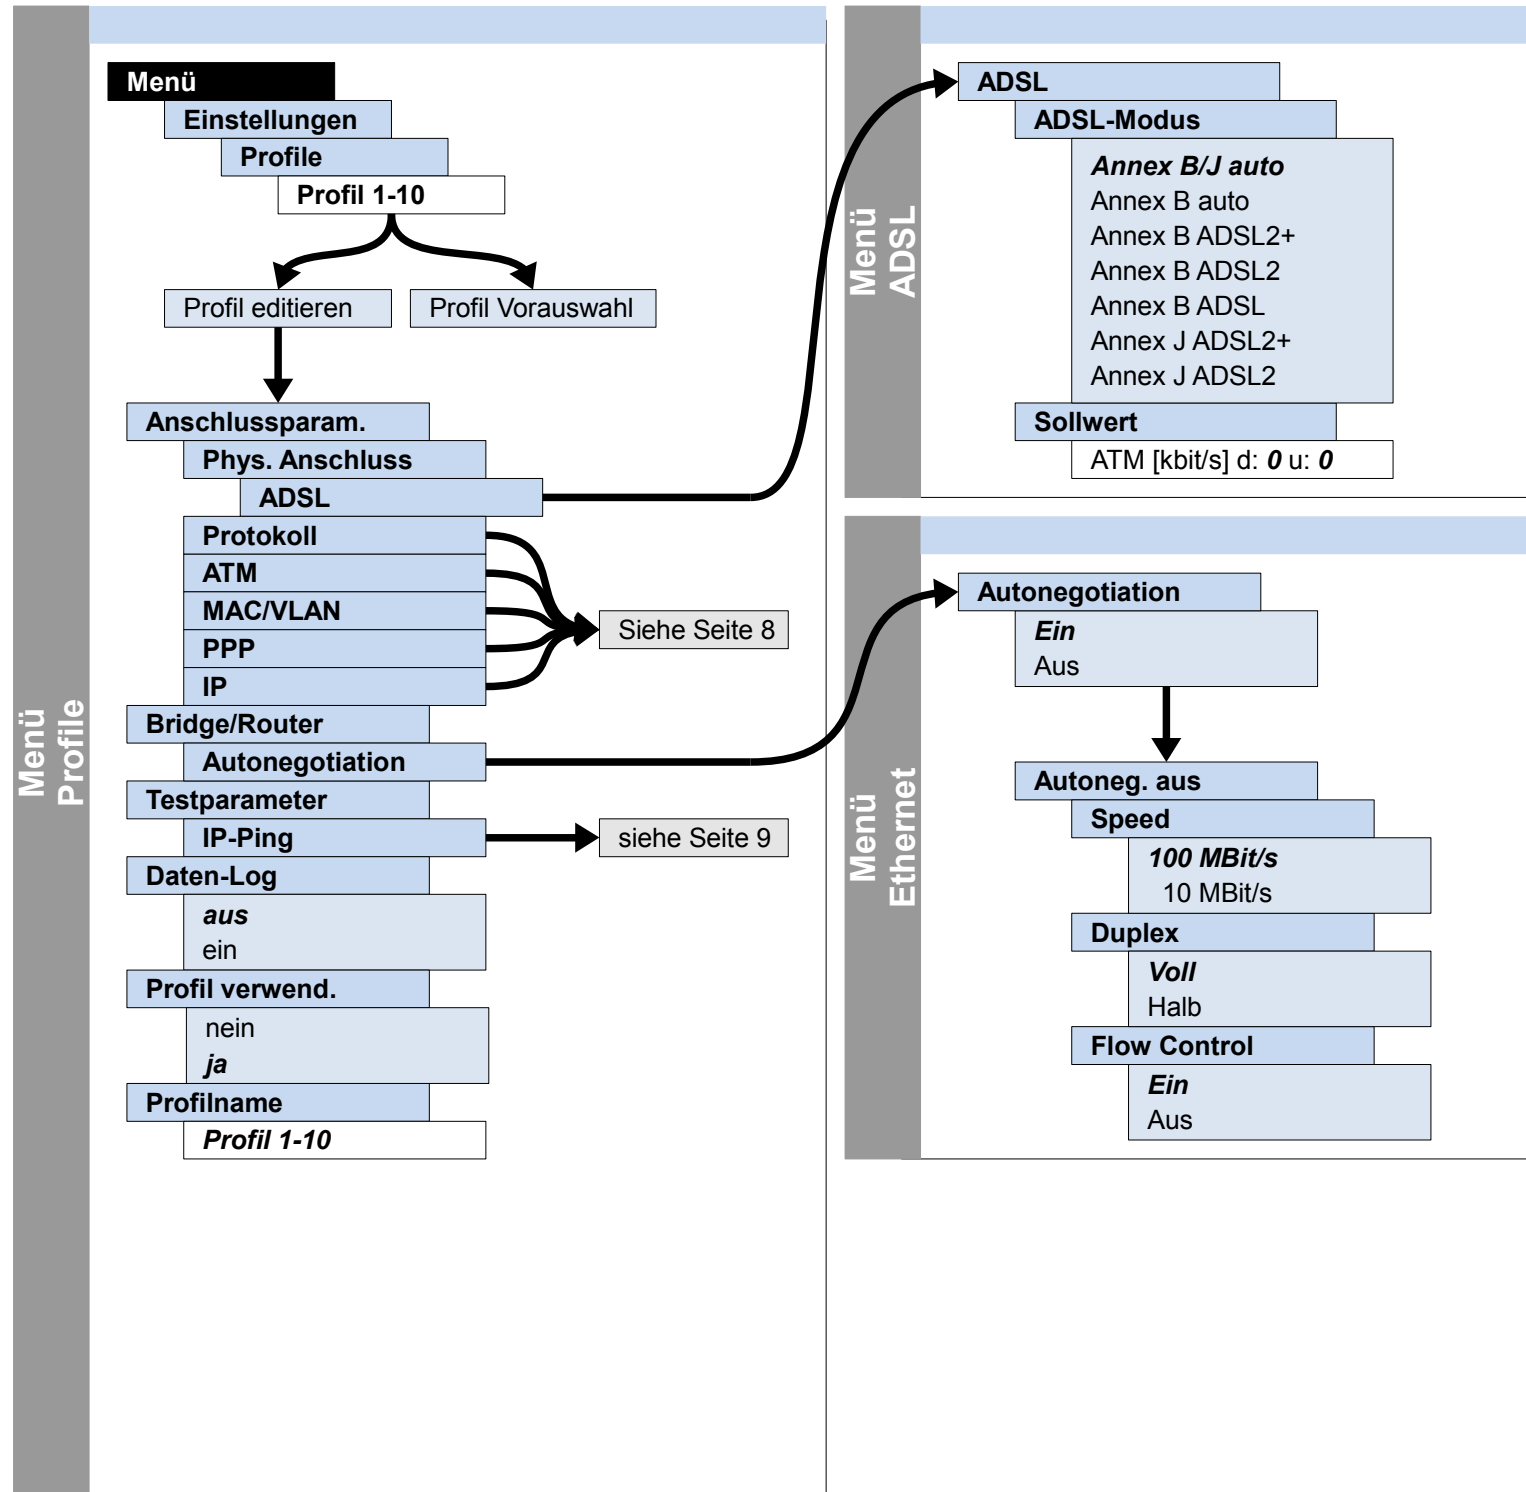 Menü
Profile
Menü
Einstellungen
Profile
Profil 1-10
Profil editieren
Profil Vorauswahl
Anschlussparam.
Phys. Anschluss
ADSL
Protokoll
ATM
MAC/VLAN
PPP
IP
Siehe Seite 8
Bridge/Router
Autonegotiation
Testparameter
IP-Ping
siehe Seite 9
Daten-Log
aus
ein
Profil verwend.
nein
ja
Profilname
Profil 1-10
Menü
ADSL
ADSL
ADSL-Modus
Annex B/J auto
Annex B auto
Annex B ADSL2+
Annex B ADSL2
Annex B ADSL
Annex J ADSL2+
Annex J ADSL2
Sollwert
ATM [kbit/s] d: 0 u: 0
Menü
Ethernet
Autonegotiation
Ein
Aus
Autoneg. aus
Speed
100 MBit/s
10 MBit/s
Duplex
Voll
Halb
Flow Control
Ein
Aus